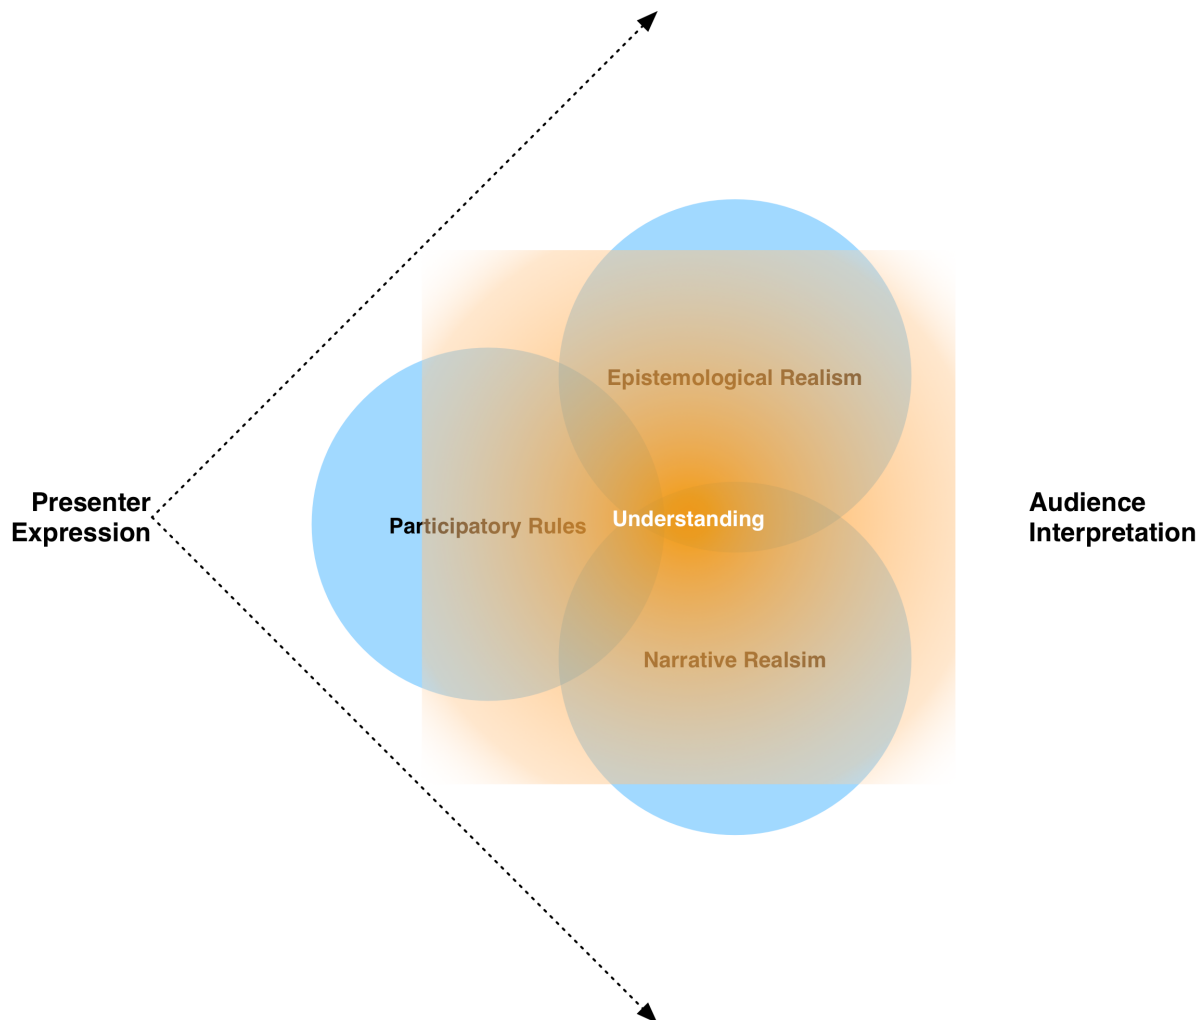 Epistemological Realism
Presenter
Expression
Participatory Rules
Understanding
Audience
Interpretation
Narrative Realsim